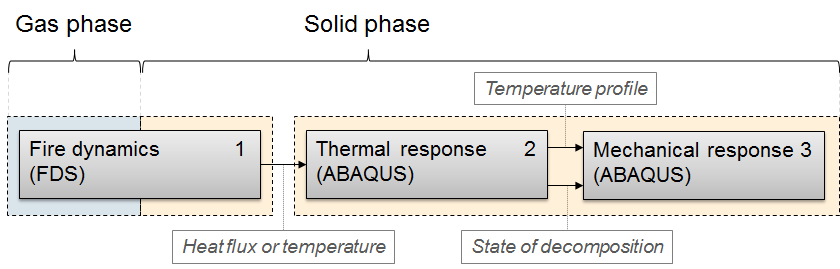 Gas phase
Solid phase
Temperature profile
Fire dynamics 1
(FDS)
Thermal response 2
(ABAQUS)
Mechanical response 3
(ABAQUS)
Heat flux or temperature
State of decomposition